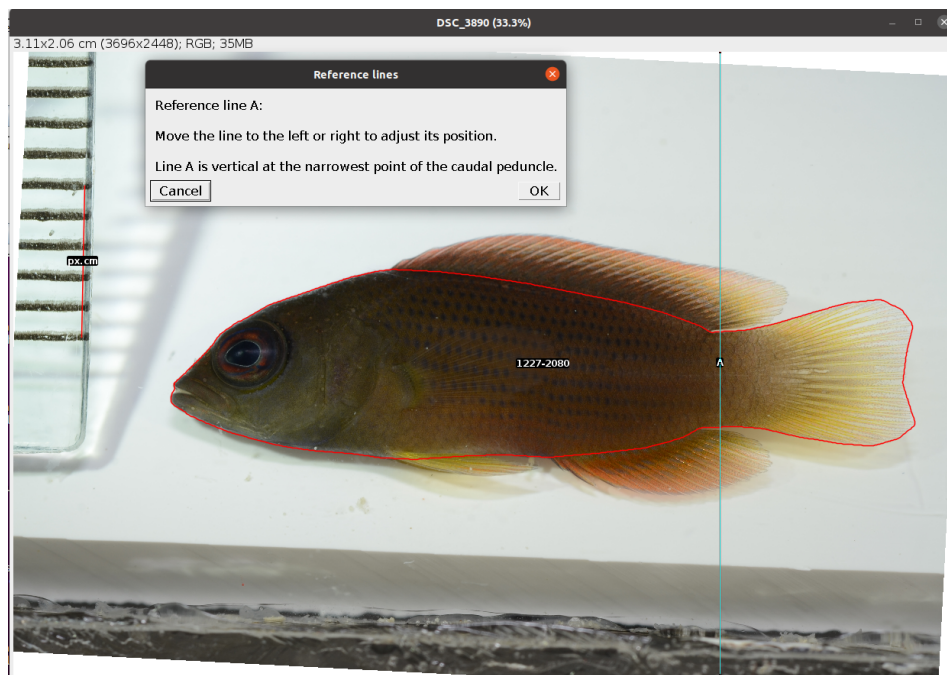 DSC_3890 (33.3%)
3.11x2.06 cm (3696x2448); RGB; 35MB
Reference lines
Reference line A:
Move the line to the left or right to adjust its position.
Line A is vertical at the narrowest point of the caudal peduncle.
Cancel
OK
px.cm
1227-2080
A